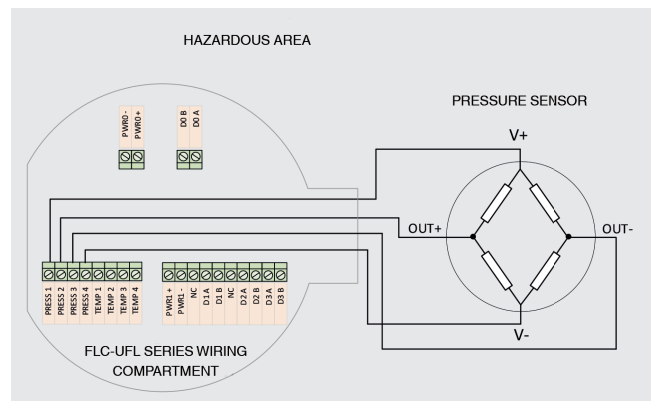 HAZARDOUS AREA
PRESSURE SENSOR
PWR0 -
PWR0 +
D0 B
D0 A
V+
OUT+
OUT-
V-
PRESS 1
PRESS 2
PRESS 3
PRESS 4
TEMP 1
TEMP 2
TEMP 3
TEMP 4
PWR1 +
PWR1 -
NC
D1 A
D1 B
NC
D2 A
D2 B
D3 A
D3 B
FLC-UFL SERIES WIRING
COMPARTMENT